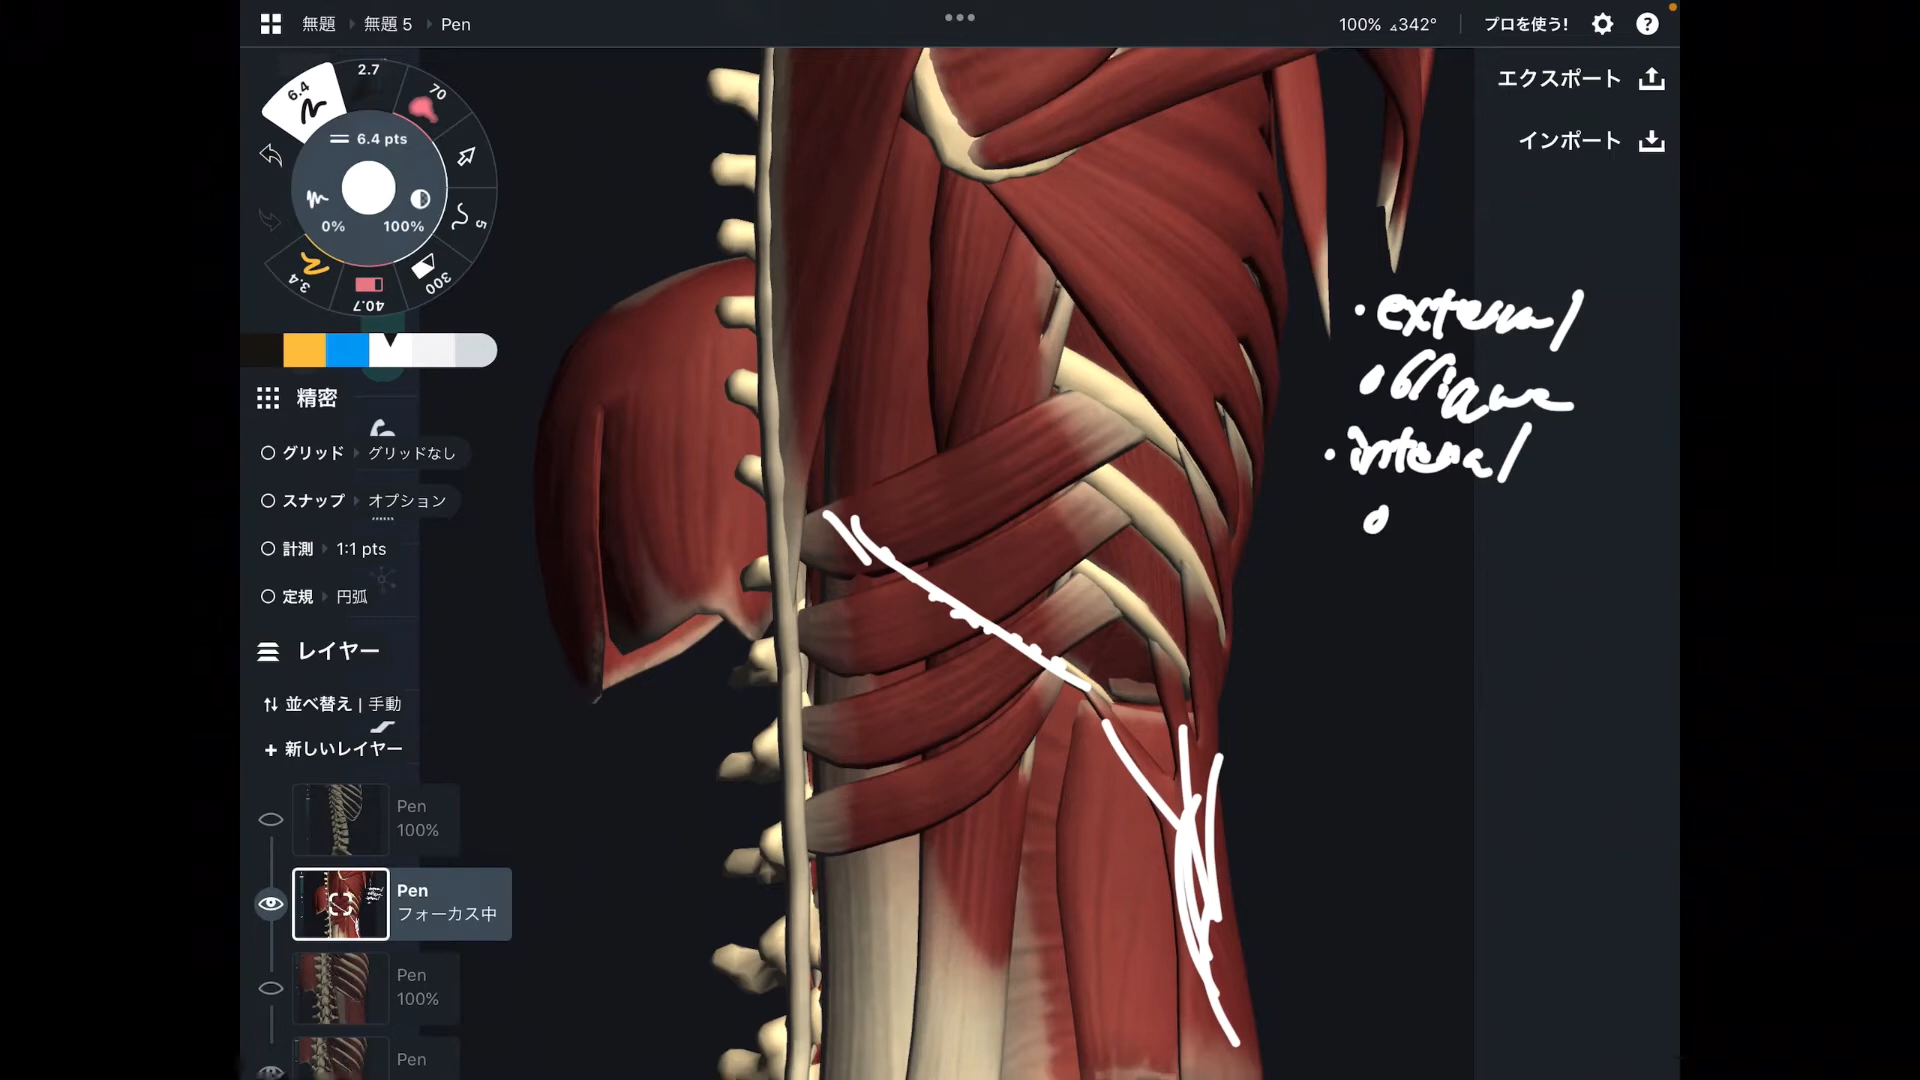 無題 無題 5 Pen
100% 342° プロを使う!
エクスポート
インポート
6.4
2.7
70
5
300
40.7
3.4
6.4 pts
0% 100%
精密
グリッド グリッドなし
スナップ オプション
計測 1:1 pts
定規 円弧
レイヤー
並べ替え | 手動
+ 新しいレイヤー
Pen
100%
Pen
フォーカス中
Pen
100%
Pen
・external
oblique
・internal
o